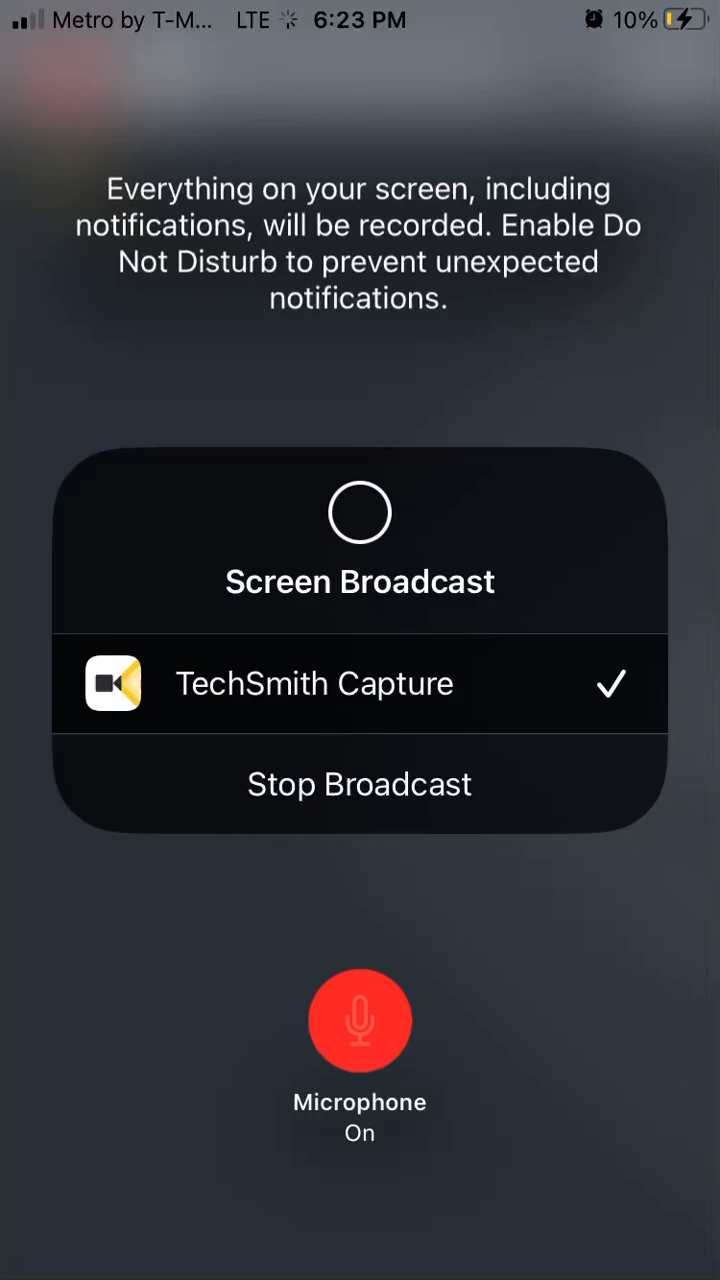 Metro by T-M... LTE 6:23 PM 10%
Everything on your screen, including
notifications, will be recorded. Enable Do
Not Disturb to prevent unexpected
notifications.
Screen Broadcast
TechSmith Capture
Stop Broadcast
Microphone
On